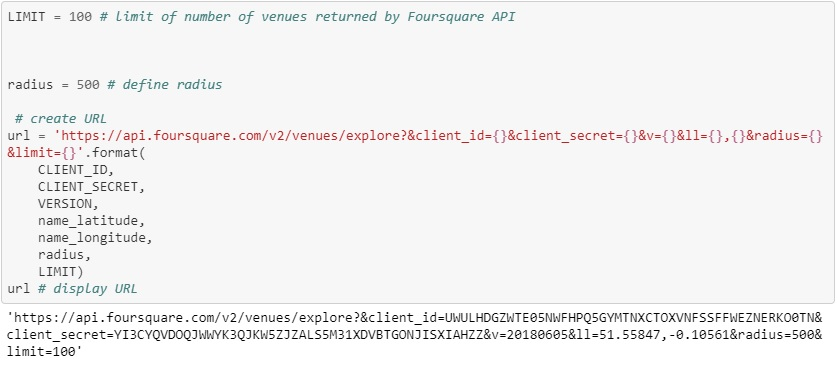 LIMIT = 100 # limit of number of venues returned by Foursquare API
radius = 500 # define radius
# create URL
url = 'https://api.foursquare.com/v2/venues/explore?&client_id={}&client_secret={}&v={}&ll={},{}&radius={}
&limit={}'.format(
    CLIENT_ID,
    CLIENT_SECRET,
    VERSION,
    name_latitude,
    name_longitude,
    radius,
    LIMIT)
url # display URL
'https://api.foursquare.com/v2/venues/explore?&client_id=UWULHDGZWTE05NWFHPQ5GYMTNXCTOXVNFSSFFWEZNERKO0TN&
client_secret=YI3CYQVDOQJWWYK3QJKW5ZJZALS5M31XDVBTGONJISXIAHZZ&v=20180605&ll=51.55847,-0.10561&radius=500&
limit=100'